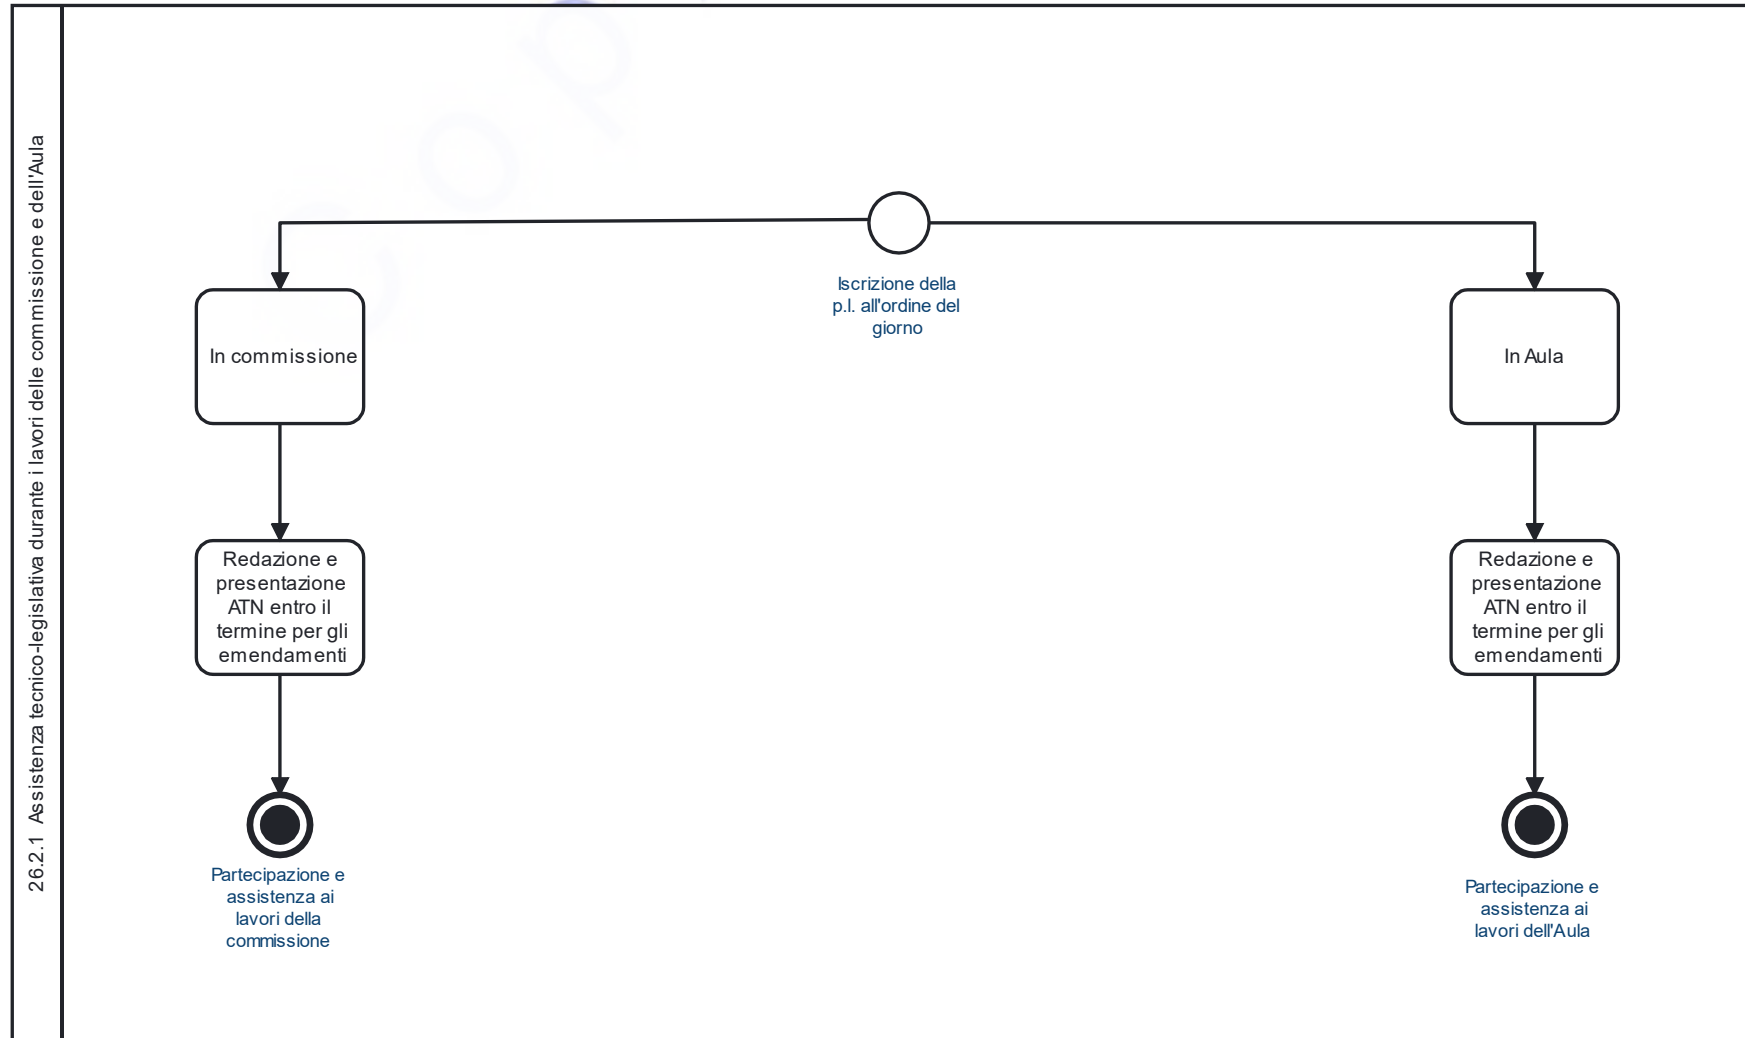 26.2.1 Assistenza tecnico-legislativa durante i lavori delle commissione e dell'Aula
Iscrizione della
p.l. all'ordine del
giorno
In commissione
In Aula
Redazione e
presentazione
ATN entro il
termine per gli
emendamenti
Redazione e
presentazione
ATN entro il
termine per gli
emendamenti
Partecipazione e
assistenza ai
lavori della
commissione
Partecipazione e
assistenza ai
lavori dell'Aula